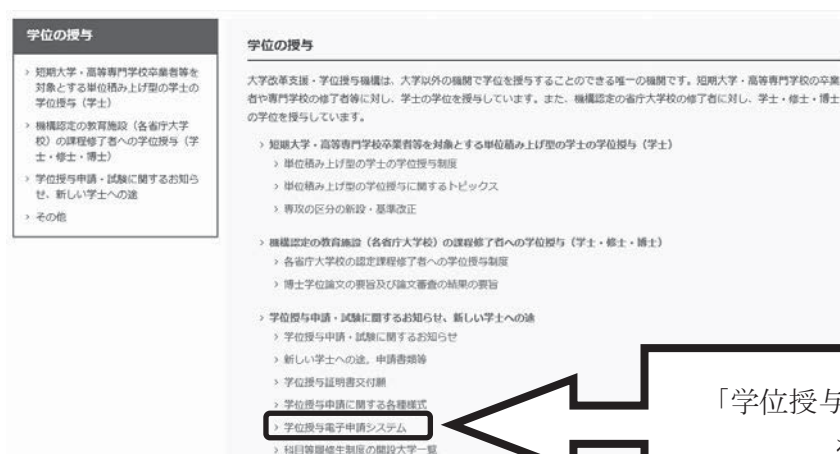 学位の授与
› 短期大学・高等専門学校卒業者等を
対象とする単位積み上げ型の学士の
学位授与（学士）
› 機構認定の教育施設（各省庁大学
校）の課程修了者への学位授与（学
士・修士・博士）
› 学位授与申請・試験に関するお知ら
せ、新しい学士への途
› その他
学位の授与
大学改革支援・学位授与機構は、大学以外の機関で学位を授与することのできる唯一の機関です。短期大学・高等専門学校の卒業
者や専門学校の修了者等に対し、学士の学位を授与しています。また、機構認定の省庁大学校の修了者に対し、学士・修士・博士
の学位を授与しています。
› 短期大学・高等専門学校卒業者等を対象とする単位積み上げ型の学士の学位授与（学士）
› 単位積み上げ型の学士の学位授与制度
› 単位積み上げ型の学位授与に関するトピックス
› 専攻の区分の新設・基準改正
› 機構認定の教育施設（各省庁大学校）の課程修了者への学位授与（学士・修士・博士）
› 各省庁大学校の認定課程修了者への学位授与制度
› 博士学位論文の要旨及び論文審査の結果の要旨
› 学位授与申請・試験に関するお知らせ、新しい学士への途
› 学位授与申請・試験に関するお知らせ
› 新しい学士への途，申請書類等
› 学位授与証明書交付願
› 学位授与申請に関する各種様式
› 学位授与電子申請システム
› 科目等履修生制度の開設大学一覧
「学位授与